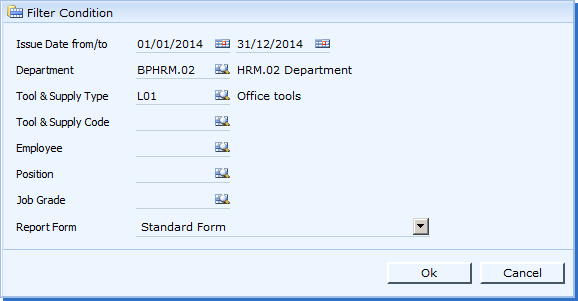 Filter Condition
Issue Date from/to 01/01/2014 31/12/2014
Department BPHRM.02 HRM.02 Department
Tool & Supply Type L01 Office tools
Tool & Supply Code
Employee
Position
Job Grade
Report Form Standard Form
Ok Cancel